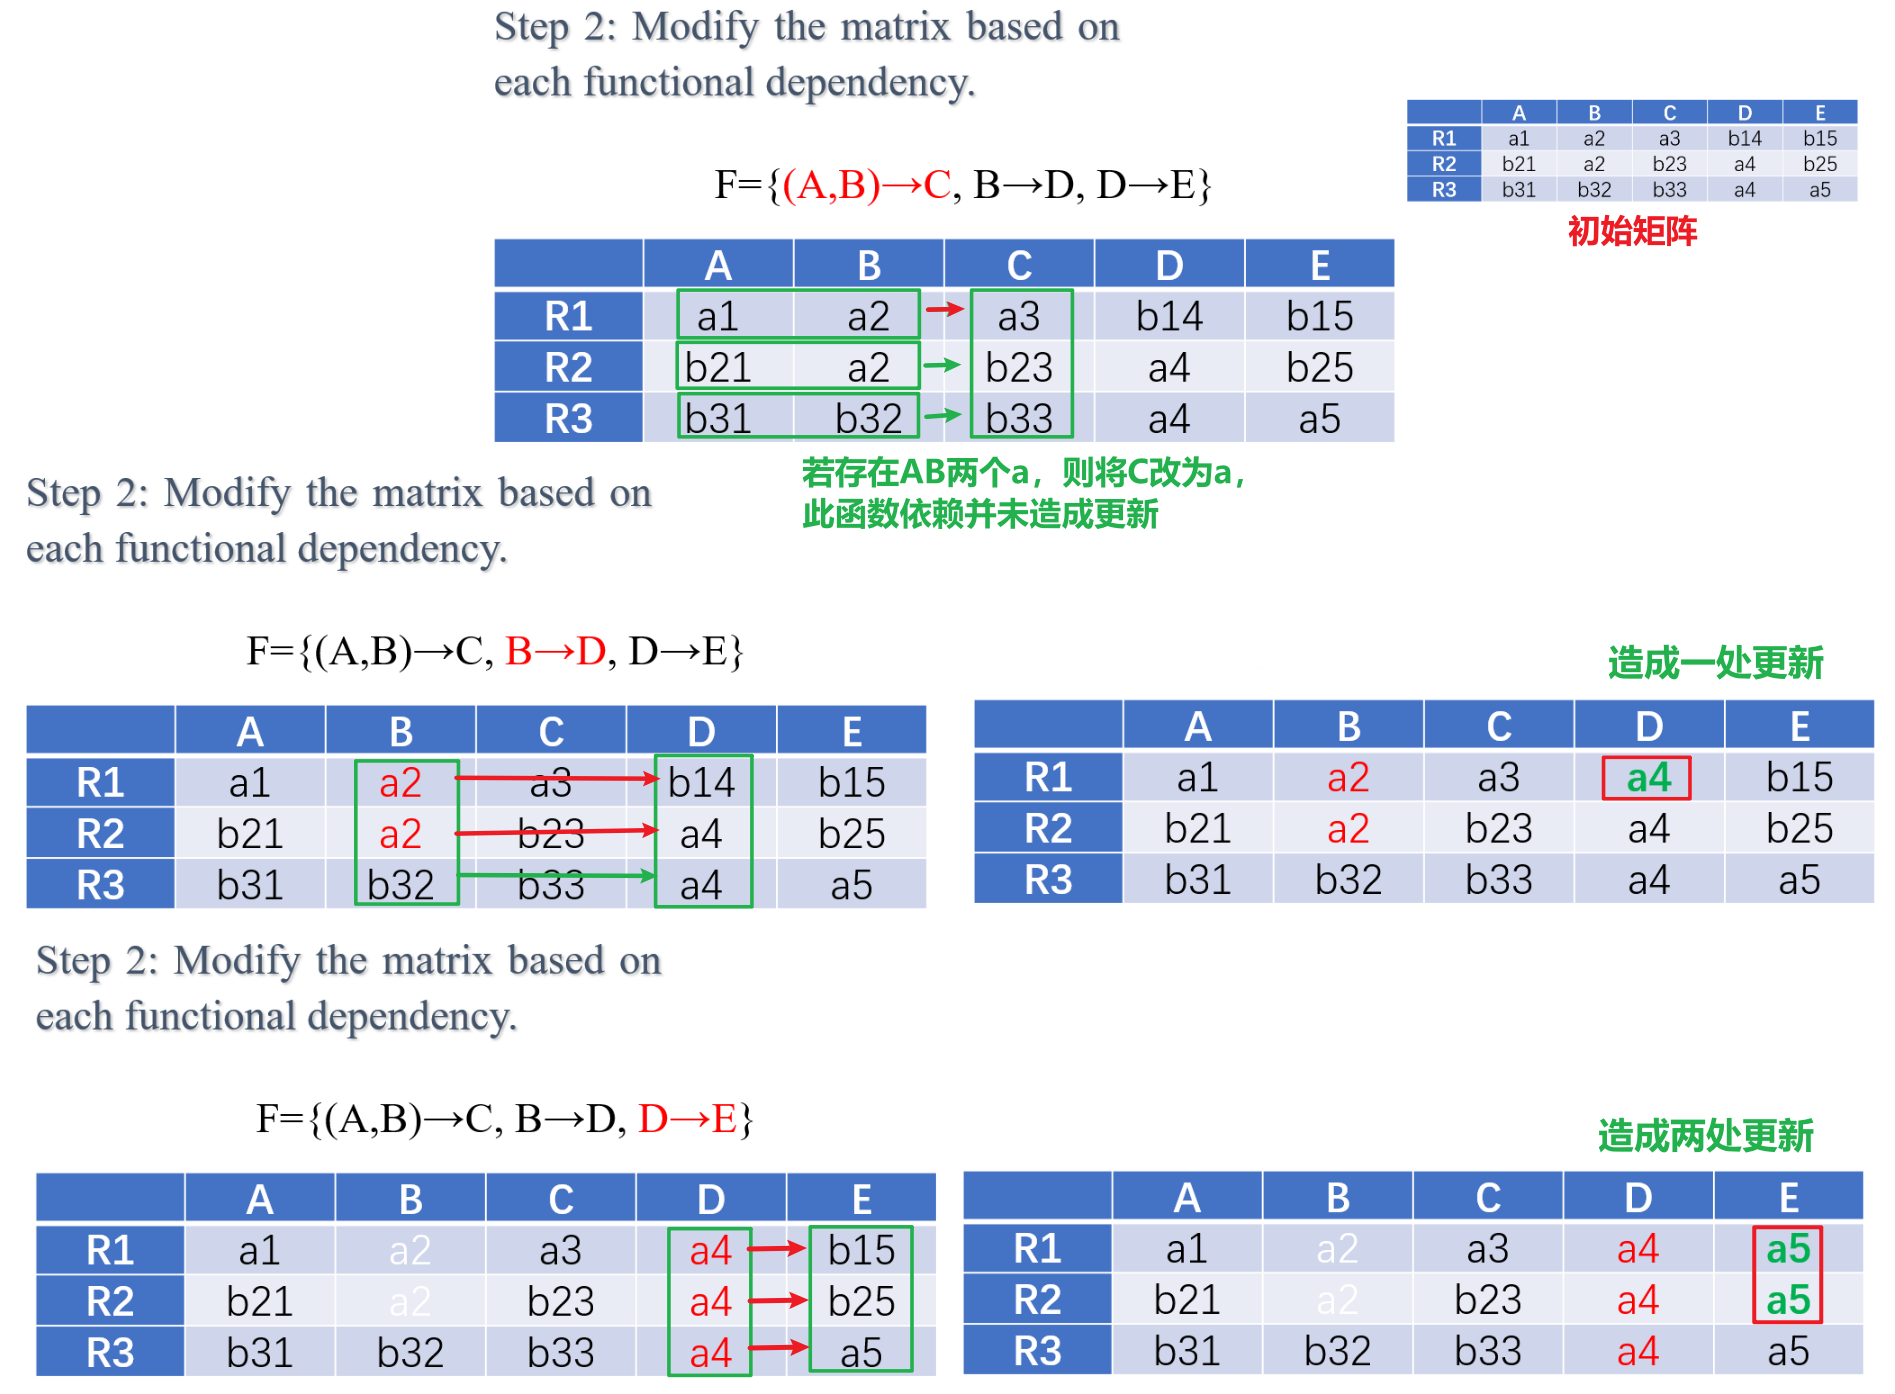 Step 2: Modify the matrix based on
each functional dependency.
F={(A,B)→C, B→D, D→E}
A B C D E
R1 a1 a2 a3 b14 b15
R2 b21 a2 b23 a4 b25
R3 b31 b32 b33 a4 a5
初始矩阵
A B C D E
R1 a1 a2 a3 b14 b15
R2 b21 a2 b23 a4 b25
R3 b31 b32 b33 a4 a5
若存在AB两个a，则将C改为a，
此函数依赖并未造成更新
Step 2: Modify the matrix based on
each functional dependency.
F={(A,B)→C, B→D, D→E}
A B C D E
R1 a1 a2 a3 b14 b15
R2 b21 a2 b23 a4 b25
R3 b31 b32 b33 a4 a5
造成一处更新
A B C D E
R1 a1 a2 a3 a4 b15
R2 b21 a2 b23 a4 b25
R3 b31 b32 b33 a4 a5
Step 2: Modify the matrix based on
each functional dependency.
F={(A,B)→C, B→D, D→E}
A B C D E
R1 a1 a2 a3 a4 b15
R2 b21 a2 b23 a4 b25
R3 b31 b32 b33 a4 a5
造成两处更新
A B C D E
R1 a1 a2 a3 a4 a5
R2 b21 a2 b23 a4 a5
R3 b31 b32 b33 a4 a5